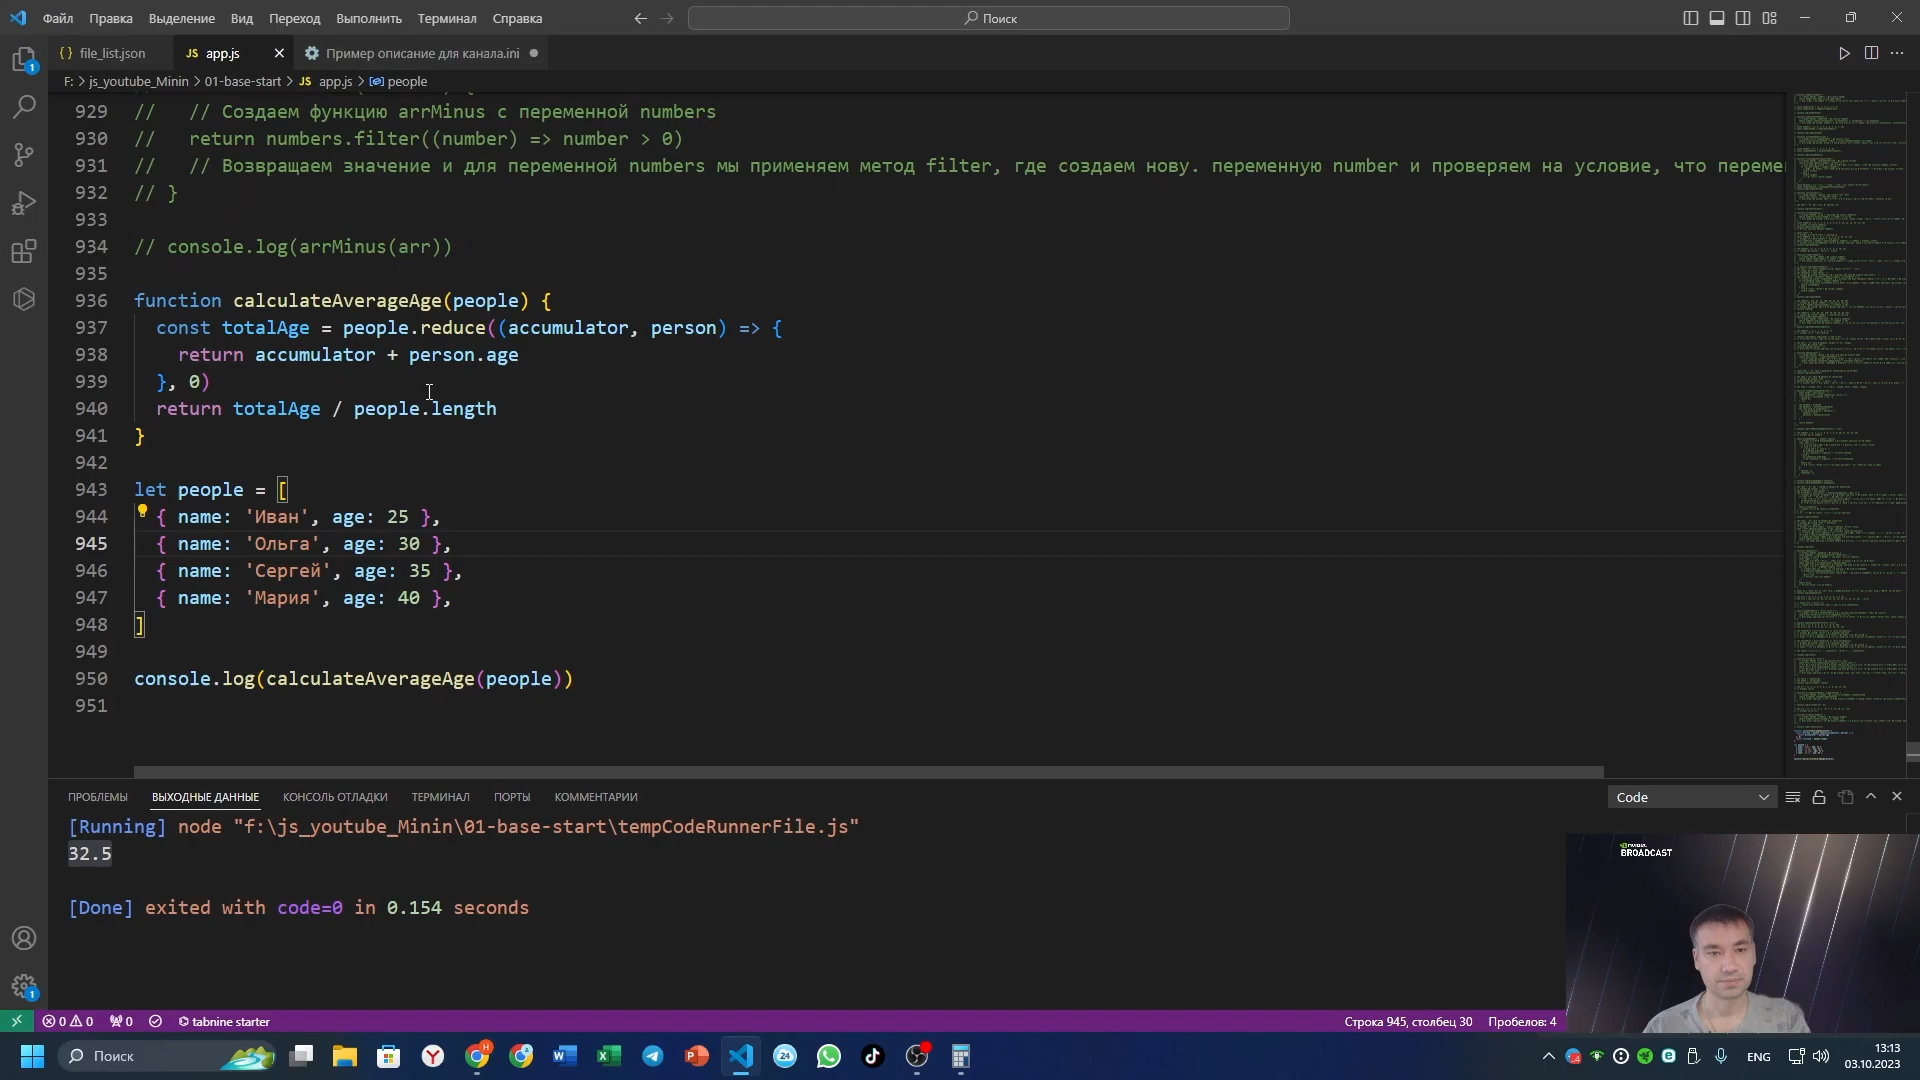 Файл Правка Выделение Вид Переход Выполнить Терминал Справка
Поиск
file_list.json
JS app.js
Пример описание для канала.ini
F: > js_youtube_Minin > 01-base-start > JS app.js > people
929 //   // Создаем функцию arrMinus с переменной numbers
930 //   return numbers.filter((number) => number > 0)
931 //   // Возвращаем значение и для переменной numbers мы применяем метод filter, где создаем нову. переменную number и проверяем на условие, что переме
932 // }
933
934 // console.log(arrMinus(arr))
935
936 function calculateAverageAge(people) {
937   const totalAge = people.reduce((accumulator, person) => {
938     return accumulator + person.age
939   }, 0)
940   return totalAge / people.length
941 }
942
943 let people = [
944   { name: 'Иван', age: 25 },
945   { name: 'Ольга', age: 30 },
946   { name: 'Сергей', age: 35 },
947   { name: 'Мария', age: 40 },
948 ]
949
950 console.log(calculateAverageAge(people))
951
ПРОБЛЕМЫ ВЫХОДНЫЕ ДАННЫЕ КОНСОЛЬ ОТЛАДКИ ТЕРМИНАЛ ПОРТЫ КОММЕНТАРИИ
Code
[Running] node "f:\js_youtube_Minin\01-base-start\tempCodeRunnerFile.js"
32.5
[Done] exited with code=0 in 0.154 seconds
NVIDIA.
BROADCAST
0 0 0 tabnine starter
Строка 945, столбец 30 Пробелов: 4
Поиск
ENG
13:13
03.10.2023